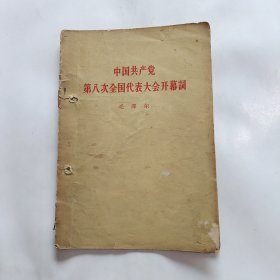 中国共产党
第八次全国代表大会开幕詞
毛澤东